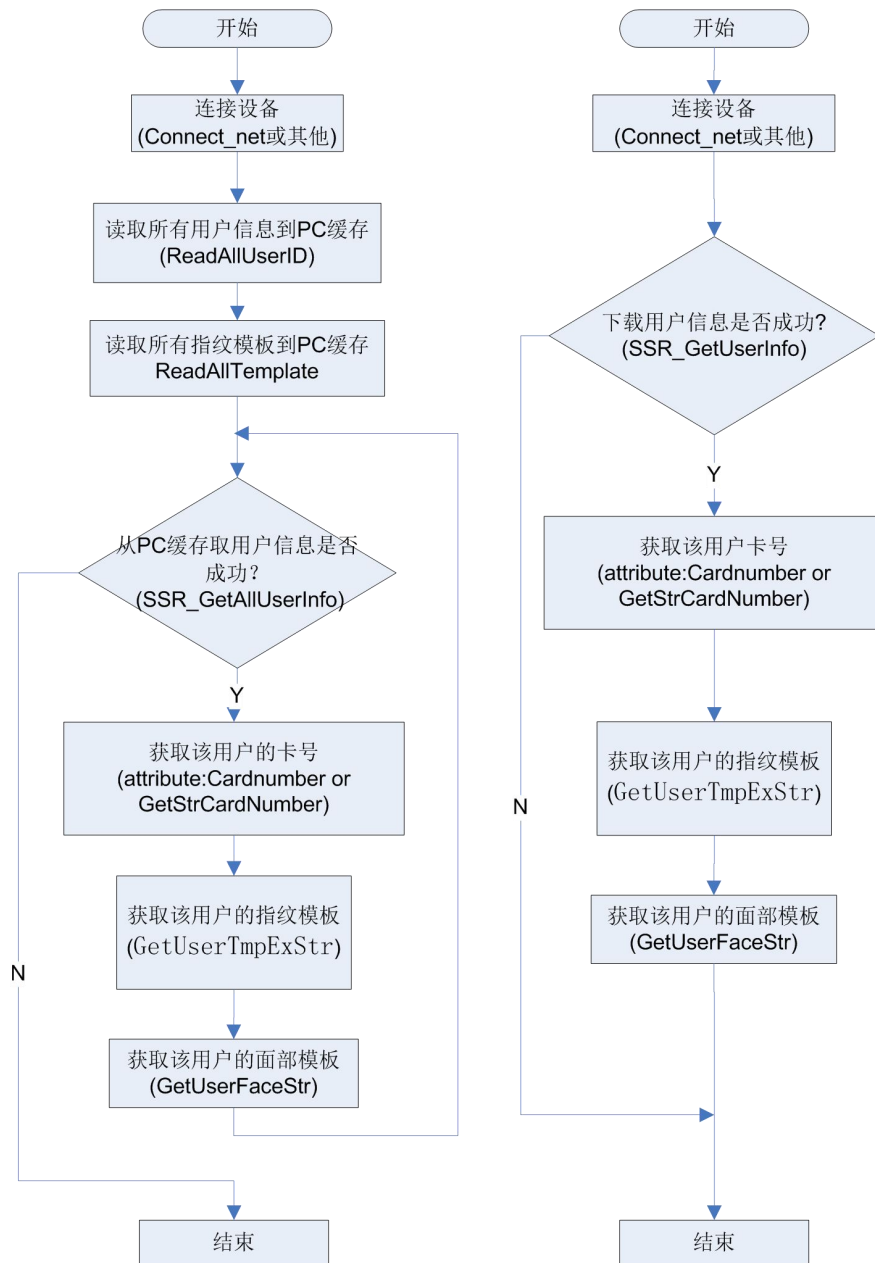 开始
连接设备
(Connect_net或其他)
读取所有用户信息到PC缓存
(ReadAllUserID)
读取所有指纹模板到PC缓存
ReadAllTemplate
从PC缓存取用户信息是否
成功?
(SSR_GetAllUserInfo)
Y
获取该用户的卡号
(attribute:Cardnumber or
GetStrCardNumber)
获取该用户的指纹模板
(GetUserTmpExStr)
N
获取该用户的面部模板
(GetUserFaceStr)
结束
开始
连接设备
(Connect_net或其他)
下载用户信息是否成功?
(SSR_GetUserInfo)
Y
获取该用户卡号
(attribute:Cardnumber or
GetStrCardNumber)
获取该用户的指纹模板
(GetUserTmpExStr)
N
获取该用户的面部模板
(GetUserFaceStr)
结束